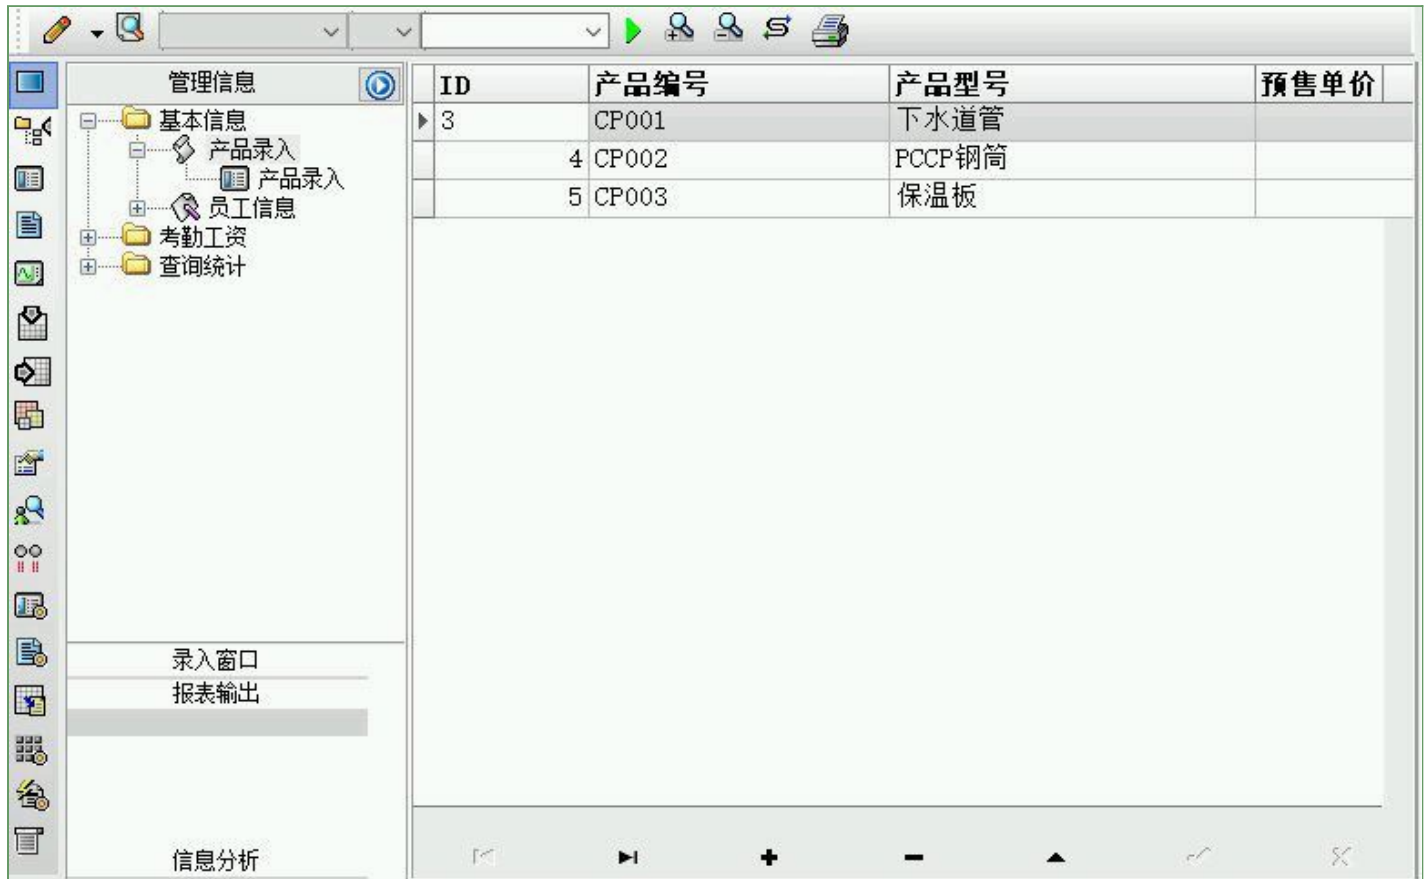 管理信息
基本信息
产品录入
产品录入
员工信息
考勤工资
查询统计
录入窗口
报表输出
信息分析
ID 产品编号 产品型号 预售单价
3 CP001 下水道管
4 CP002 PCCP钢筒
5 CP003 保温板